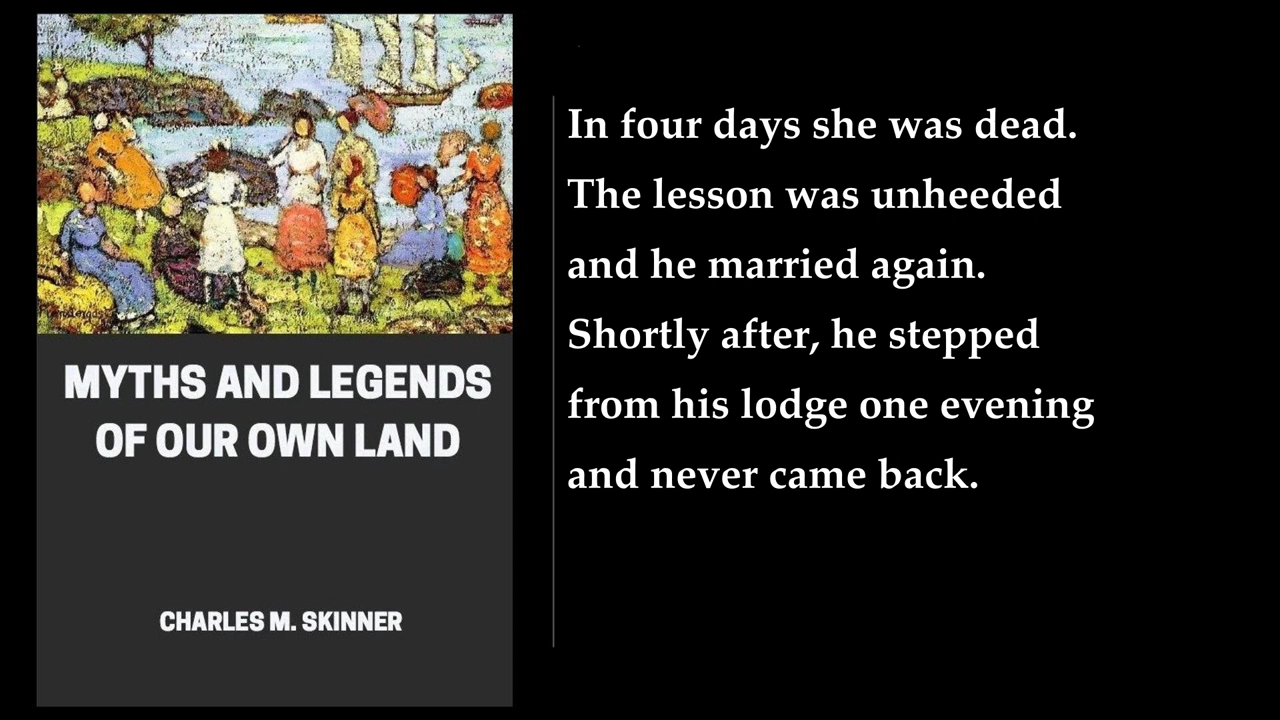 MYTHS AND LEGENDS
OF OUR OWN LAND
CHARLES M. SKINNER
In four days she was dead.
The lesson was unheeded
and he married again.
Shortly after, he stepped
from his lodge one evening
and never came back.